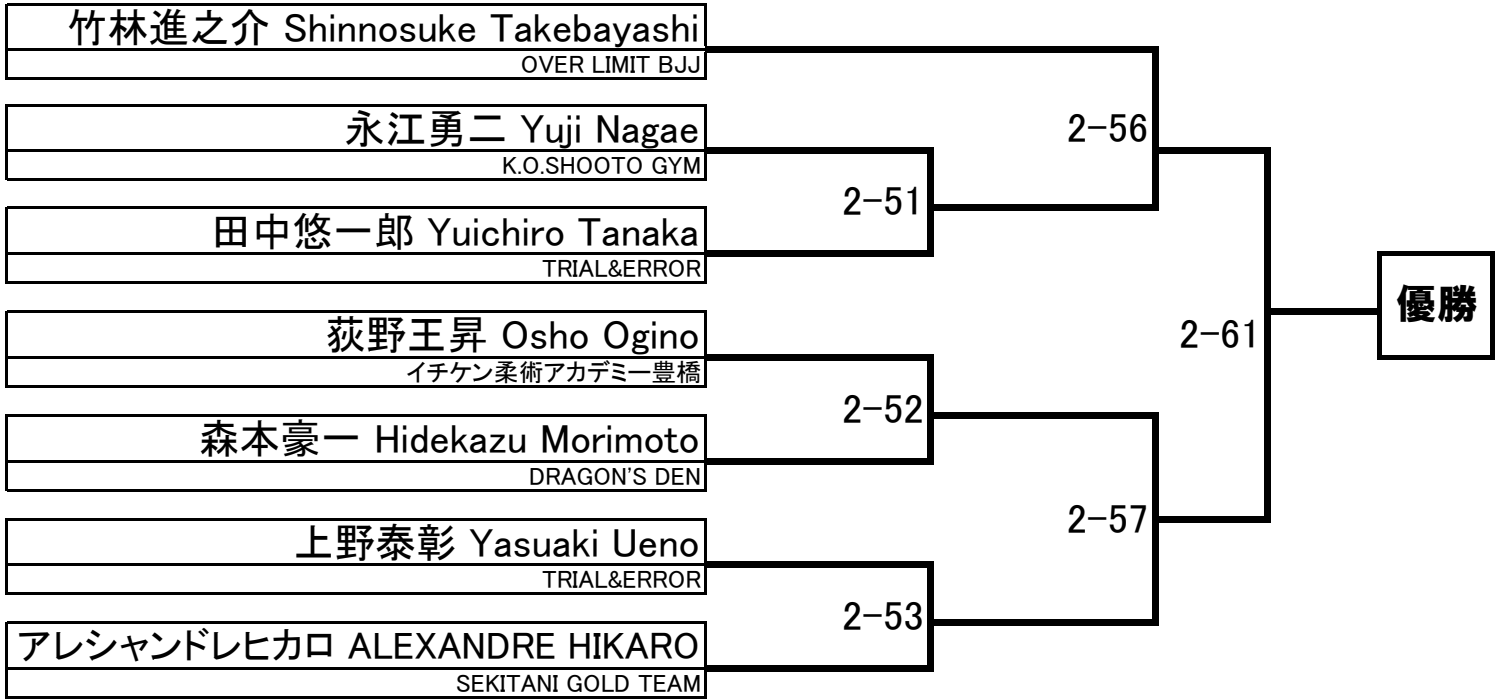 竹林進之介 Shinnosuke Takebayashi
OVER LIMIT BJJ
永江勇二 Yuji Nagae
K.O.SHOOTO GYM
田中悠一郎 Yuichiro Tanaka
TRIAL&ERROR
荻野王昇 Osho Ogino
イチケン柔術アカデミー豊橋
森本豪一 Hidekazu Morimoto
DRAGON'S DEN
上野泰彰 Yasuaki Ueno
TRIAL&ERROR
アレシャンドレヒカロ ALEXANDRE HIKARO
SEKITANI GOLD TEAM
2-51
2-52
2-53
2-56
2-57
2-61
優勝